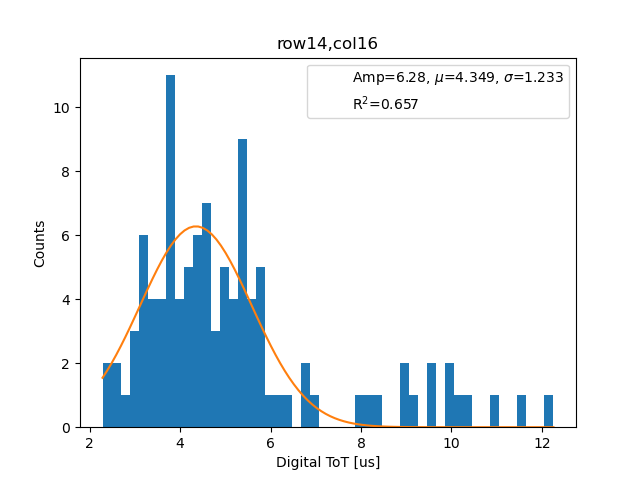 row14,col16
Amp=6.28, μ=4.349, σ=1.233
R²=0.657
Counts
10
8
6
4
2
0
2
4
6
8
10
12
Digital ToT [us]